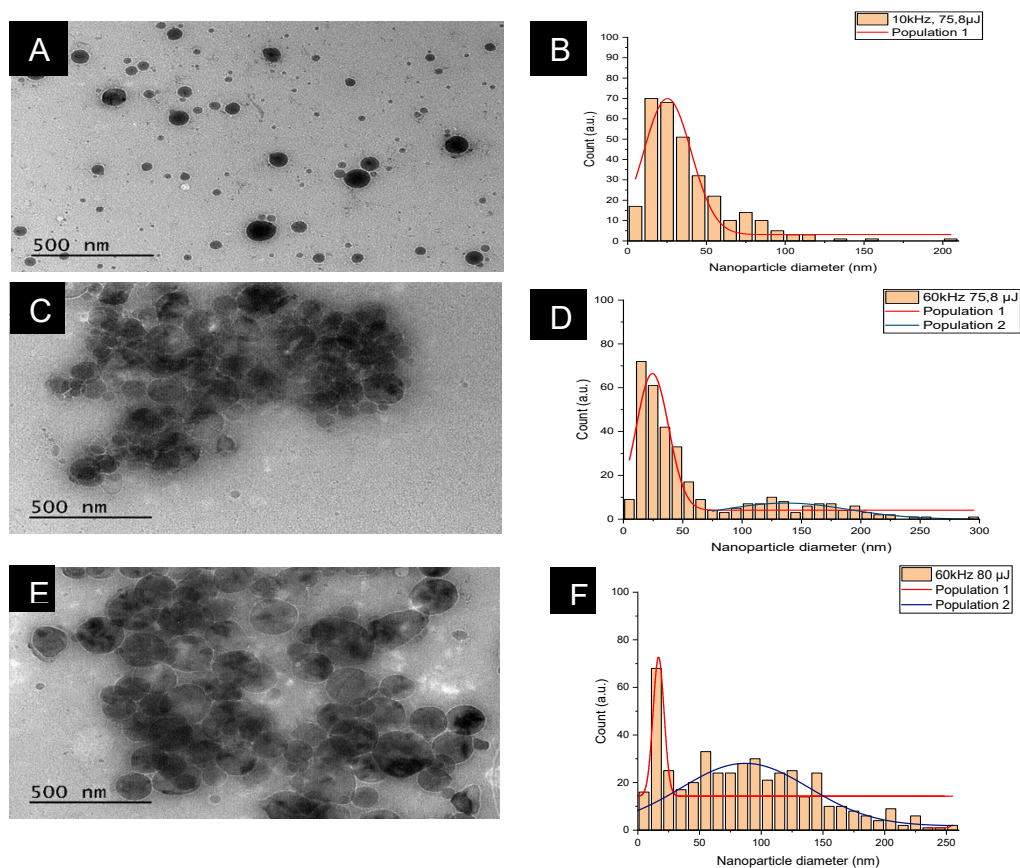 A
500 nm
B
10kHz, 75,8µJ
Population 1
Count (a.u.)
100
90
80
70
60
50
40
30
20
10
0
0 50 100 150 200
Nanoparticle diameter (nm)
C
500 nm
D
60kHz 75,8 µJ
Population 1
Population 2
Count (a.u.)
100
80
60
40
20
0
0 50 100 150 200 250 300
Nanoparticle diameter (nm)
E
500 nm
F
60kHz 80 µJ
Population 1
Population 2
Count (a.u.)
100
80
60
40
20
0
0 50 100 150 200 250
Nanoparticle diameter (nm)